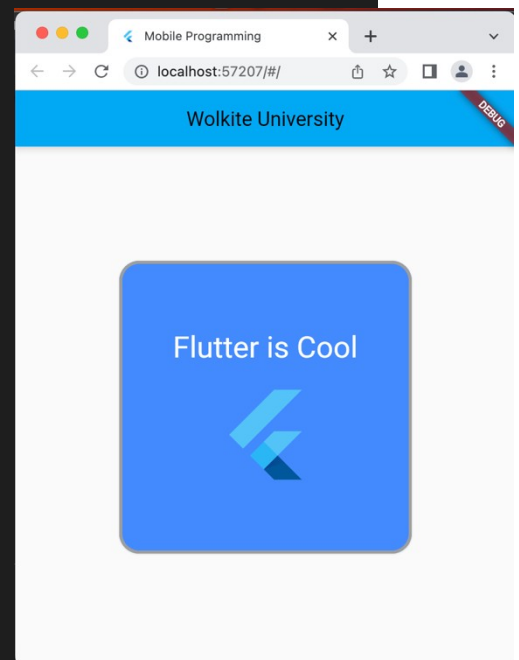 Mobile Programming
localhost:57207/#/
Wolkite University
DEBUG
Flutter is Cool